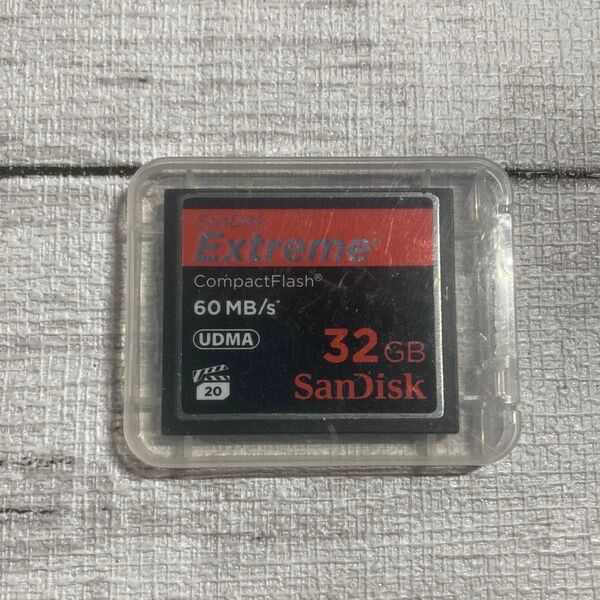 SanDisk
Extreme®
CompactFlash®
60 MB/s*
UDMA
32 GB
20
SanDisk